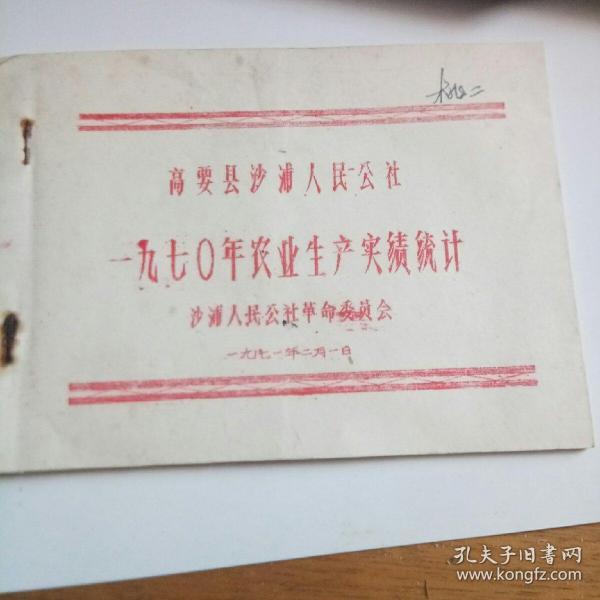 高要县沙浦人民公社
一九七〇年农业生产实绩统计
沙浦人民公社革命委员会
一九七一年二月一日
孔夫子旧书网
www.kongfz.com